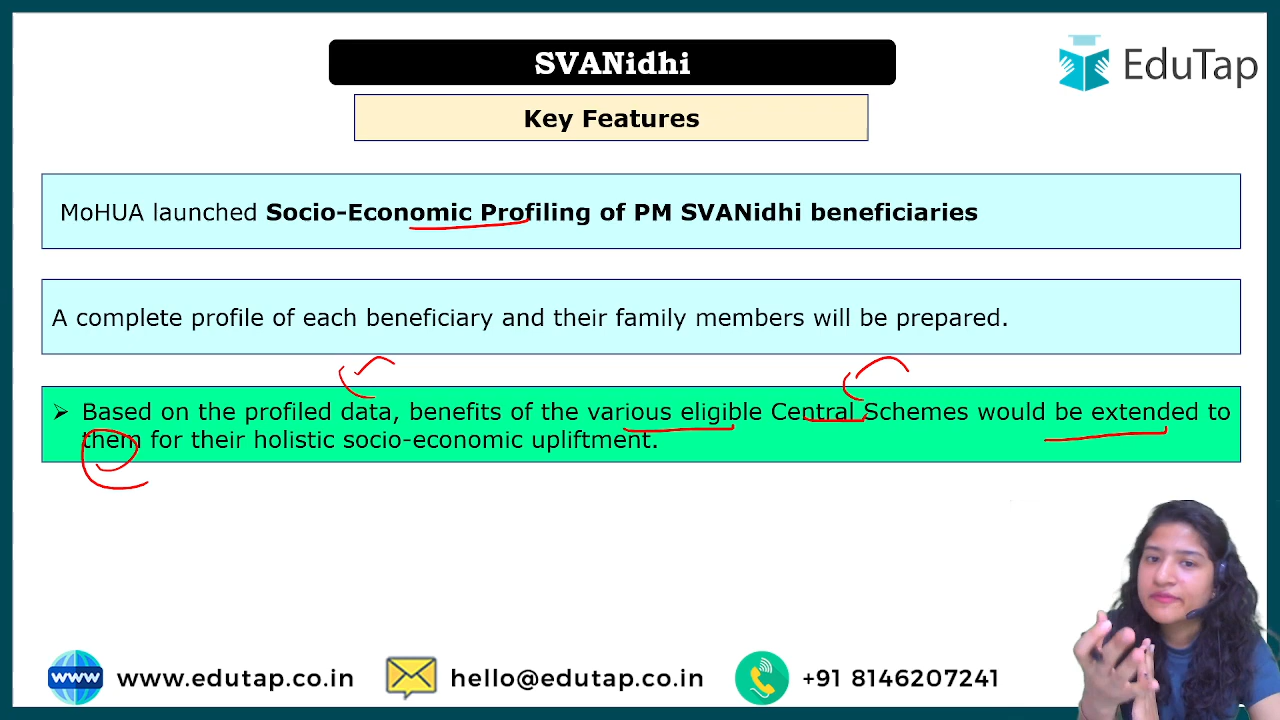 SVANidhi
EduTap
Key Features
MoHUA launched Socio-Economic Profiling of PM SVANidhi beneficiaries
A complete profile of each beneficiary and their family members will be prepared.
➢ Based on the profiled data, benefits of the various eligible Central Schemes would be extended to
them for their holistic socio-economic upliftment.
www www.edutap.co.in hello@edutap.co.in +91 8146207241